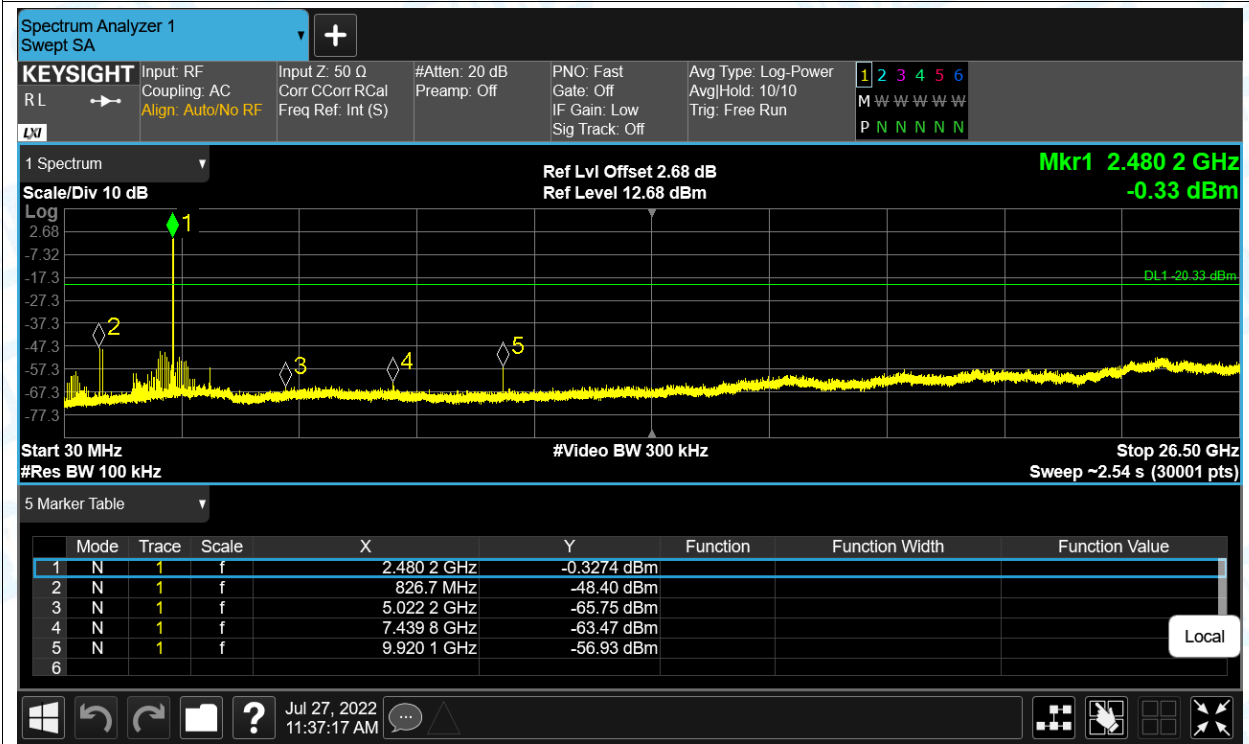 Spectrum Analyzer 1
Swept SA
+
KEYSIGHT
R L
LXI
Input: RF
Coupling: AC
Align: Auto/No RF
Input Z: 50 Ω
Corr CCorr RCal
Freq Ref: Int (S)
#Atten: 20 dB
Preamp: Off
PNO: Fast
Gate: Off
IF Gain: Low
Sig Track: Off
Avg Type: Log-Power
Avg|Hold: 10/10
Trig: Free Run
1 2 3 4 5 6
M W W W W W
P N N N N N
1 Spectrum
Scale/Div 10 dB
Ref Lvl Offset 2.68 dB
Ref Level 12.68 dBm
Mkr1 2.480 2 GHz
-0.33 dBm
Log
2.68
-7.32
-17.3
-27.3
-37.3
-47.3
-57.3
-67.3
-77.3
1
2
3
4
5
DL1 -20.33 dBm
Start 30 MHz
#Video BW 300 kHz
Stop 26.50 GHz
#Res BW 100 kHz
Sweep ~2.54 s (30001 pts)
5 Marker Table
Mode Trace Scale X Y Function Function Width Function Value
1 N 1 f 2.480 2 GHz -0.3274 dBm
2 N 1 f 826.7 MHz -48.40 dBm
3 N 1 f 5.022 2 GHz -65.75 dBm
4 N 1 f 7.439 8 GHz -63.47 dBm
5 N 1 f 9.920 1 GHz -56.93 dBm
6
Local
?
Jul 27, 2022
11:37:17 AM